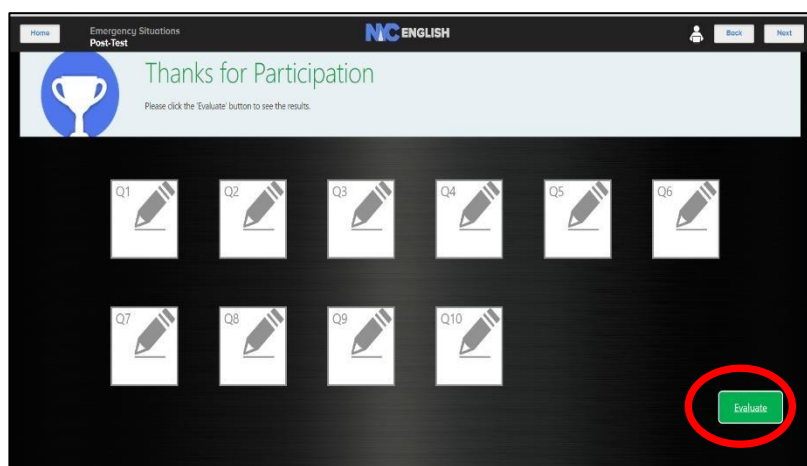 Home
Emergency Situations
Post-Test
NYC ENGLISH
Back
Next
Thanks for Participation
Please click the 'Evaluate' button to see the results.
Q1
Q2
Q3
Q4
Q5
Q6
Q7
Q8
Q9
Q10
Evaluate